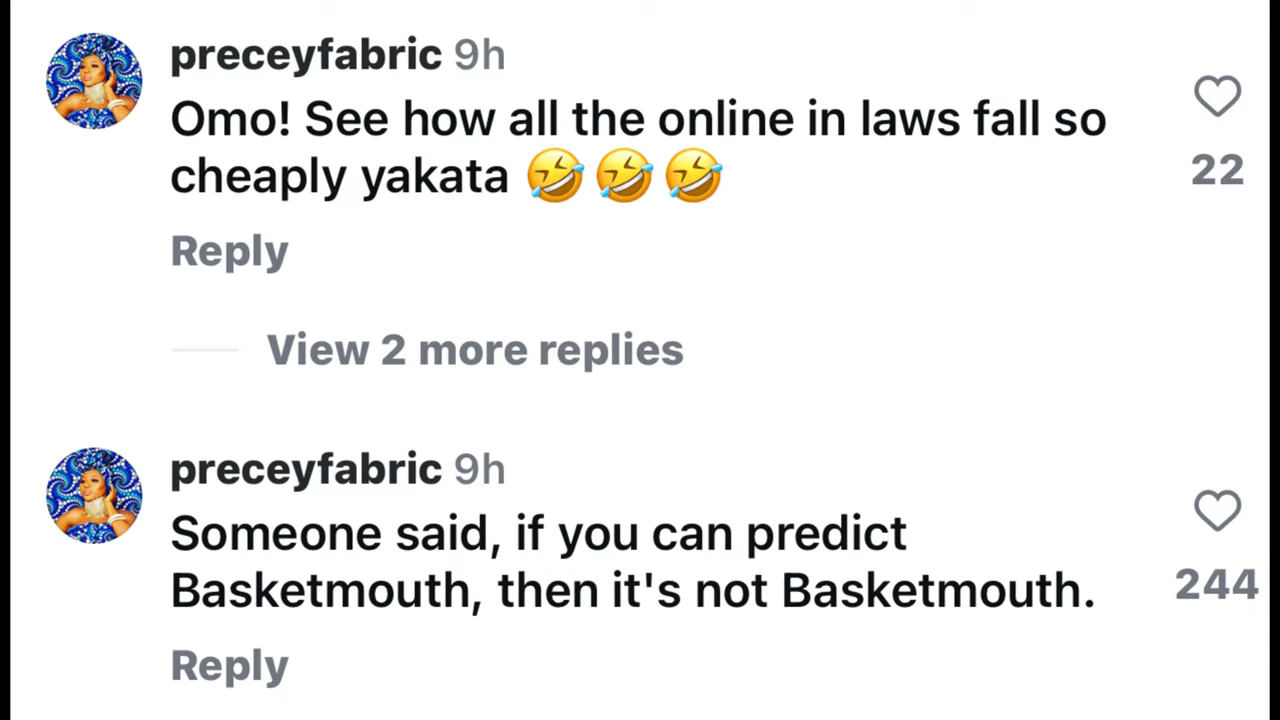 preceyfabric 9h
Omo! See how all the online in laws fall so
cheaply yakata 🤣🤣🤣
22
Reply
View 2 more replies
preceyfabric 9h
Someone said, if you can predict
Basketmouth, then it's not Basketmouth.
244
Reply